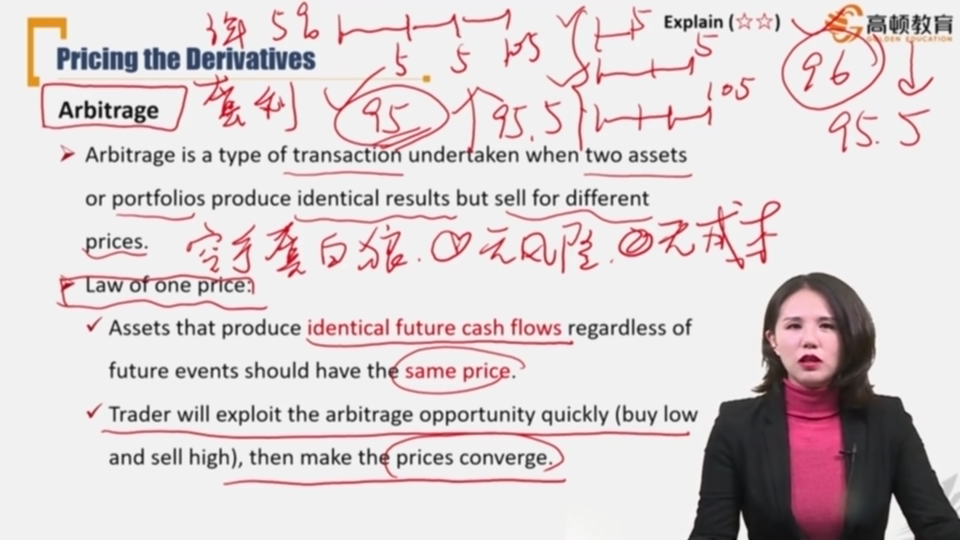 3年 5% 5 5 105 5 5 105
Explain (☆☆)
高顿教育
GOLDEN EDUCATION
Pricing the Derivatives
96
95.5
Arbitrage 套利 95 95.5
➤ Arbitrage is a type of transaction undertaken when two assets
or portfolios produce identical results but sell for different
prices. 空手套白狼. ①无风险. ②无成本
Law of one price:
✓ Assets that produce identical future cash flows regardless of
future events should have the same price.
✓ Trader will exploit the arbitrage opportunity quickly (buy low
and sell high), then make the prices converge.